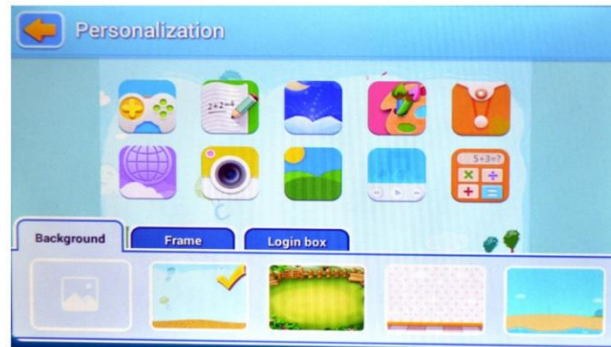 Personalization
2+2=4
5+3=?
Background
Frame
Login box